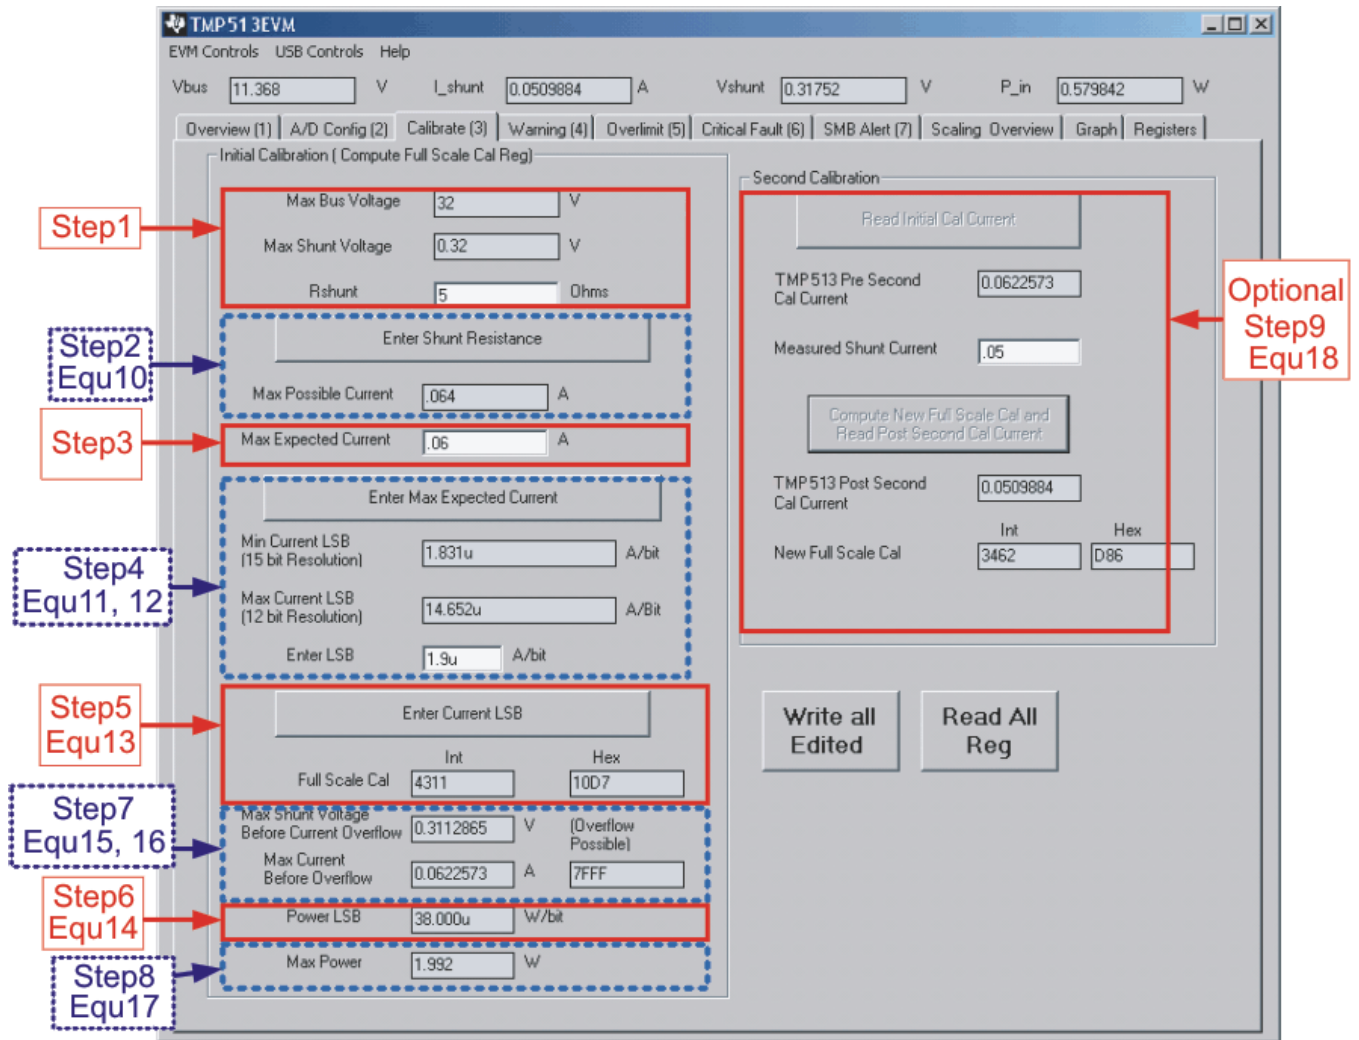 TMP513EVM
EVM Controls USB Controls Help
Vbus 11.368 V I_shunt 0.0509884 A Vshunt 0.31752 V P_in 0.579842 W
Overview (1) A/D Config (2) Calibrate (3) Warning (4) Overlimit (5) Critical Fault (6) SMB Alert (7) Scaling Overview Graph Registers
Initial Calibration ( Compute Full Scale Cal Reg)
Step1
Max Bus Voltage 32 V
Max Shunt Voltage 0.32 V
Rshunt 5 Ohms
Step2
Equ10
Enter Shunt Resistance
Max Possible Current .064 A
Step3
Max Expected Current .06 A
Step4
Equ11, 12
Enter Max Expected Current
Min Current LSB
(15 bit Resolution) 1.831u A/bit
Max Current LSB
(12 bit Resolution) 14.652u A/Bit
Enter LSB 1.9u A/bit
Step5
Equ13
Enter Current LSB
Int Hex
Full Scale Cal 4311 10D7
Step7
Equ15, 16
Max Shunt Voltage
Before Current Overflow 0.3112865 V (Overflow
Possible)
Max Current
Before Overflow 0.0622573 A 7FFF
Step6
Equ14
Power LSB 38.000u W/bit
Step8
Equ17
Max Power 1.992 W
Second Calibration
Read Initial Cal Current
TMP513 Pre Second
Cal Current 0.0622573
Measured Shunt Current .05
Compute New Full Scale Cal and
Read Post Second Cal Current
TMP513 Post Second
Cal Current 0.0509884
Int Hex
New Full Scale Cal 3462 D86
Optional
Step9
Equ18
Write all
Edited
Read All
Reg